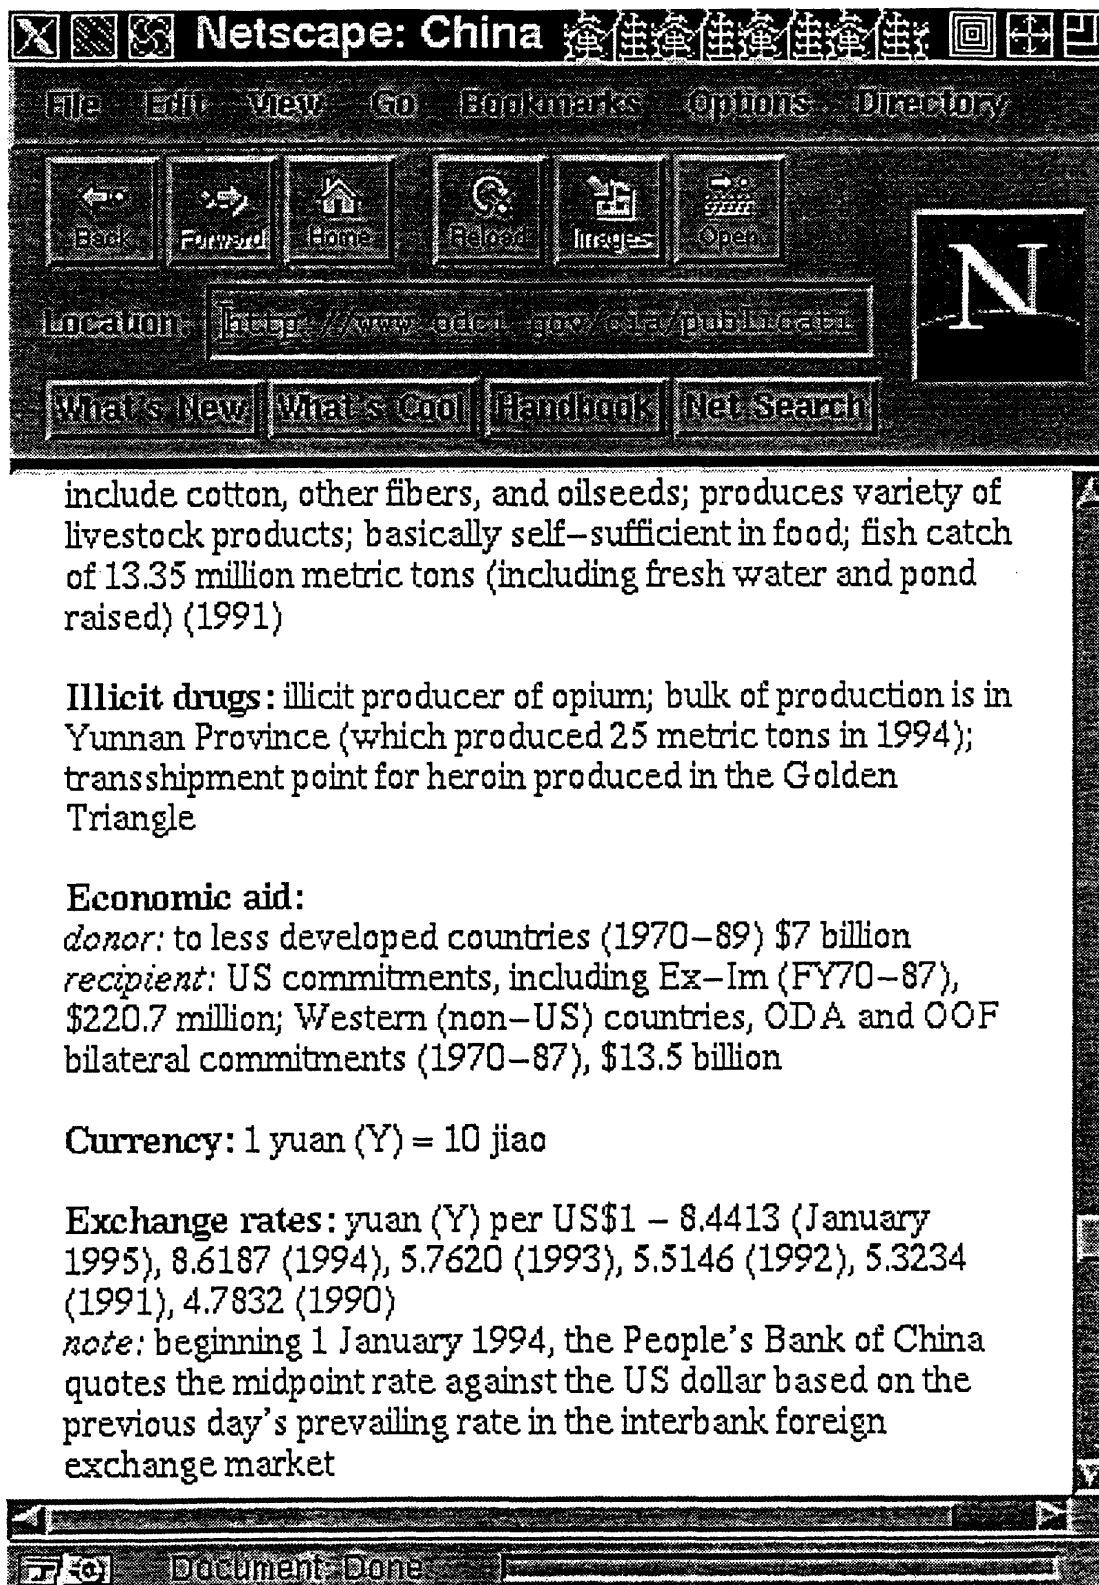 Netscape: China
File Edit View Go Bookmarks Options Directory
Back Forward Home Reload Images Open
N
Location: http://www.odci.gov/cia/publicati
What's New What's Cool Handbook Net Search
include cotton, other fibers, and oilseeds; produces variety of
livestock products; basically self-sufficient in food; fish catch
of 13.35 million metric tons (including fresh water and pond
raised) (1991)
Illicit drugs: illicit producer of opium; bulk of production is in
Yunnan Province (which produced 25 metric tons in 1994);
transshipment point for heroin produced in the Golden
Triangle
Economic aid:
donor: to less developed countries (1970-89) $7 billion
recipient: US commitments, including Ex-Im (FY70-87),
$220.7 million; Western (non-US) countries, ODA and OOF
bilateral commitments (1970-87), $13.5 billion
Currency: 1 yuan (Y) = 10 jiao
Exchange rates: yuan (Y) per US$1 - 8.4413 (January
1995), 8.6187 (1994), 5.7620 (1993), 5.5146 (1992), 5.3234
(1991), 4.7832 (1990)
note: beginning 1 January 1994, the People's Bank of China
quotes the midpoint rate against the US dollar based on the
previous day's prevailing rate in the interbank foreign
exchange market
Document: Done